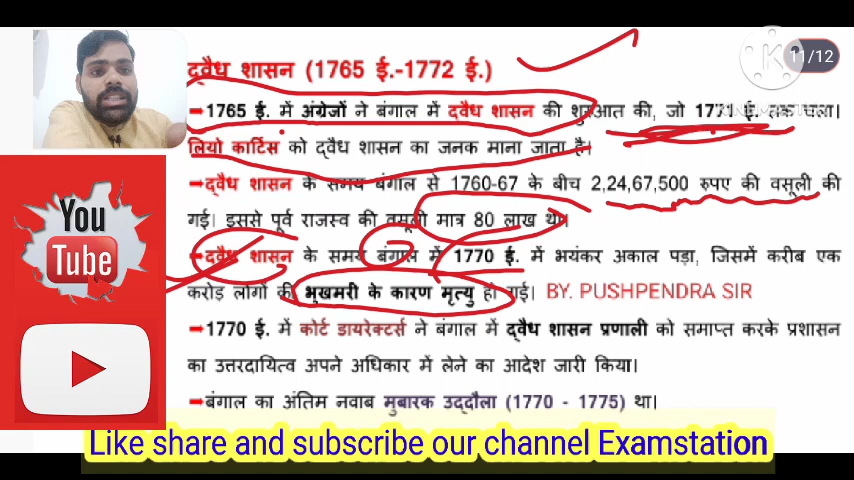 11/12
द्वैध शासन (1765 ई.-1772 ई.)
➡1765 ई. में अंग्रेजों ने बंगाल में द्वैध शासन की शुरुआत की, जो 1771 ई. तक चला।
लियो कार्टिस को द्वैध शासन का जनक माना जाता है।
➡द्वैध शासन के समय बंगाल से 1760-67 के बीच 2,24,67,500 रुपए की वसूली की
गई। इससे पूर्व राजस्व की वसूली मात्र 80 लाख थी।
➡द्वैध शासन के समय बंगाल में 1770 ई. में भयंकर अकाल पड़ा, जिसमें करीब एक
करोड़ लोगों की भुखमरी के कारण मृत्यु हो गई। BY. PUSHPENDRA SIR
➡1770 ई. में कोर्ट डायरेक्टर्स ने बंगाल में द्वैध शासन प्रणाली को समाप्त करके प्रशासन
का उत्तरदायित्व अपने अधिकार में लेने का आदेश जारी किया।
➡बंगाल का अंतिम नवाब मुबारक उद्दौला (1770 - 1775) था।
You
Tube
Like share and subscribe our channel Examstation